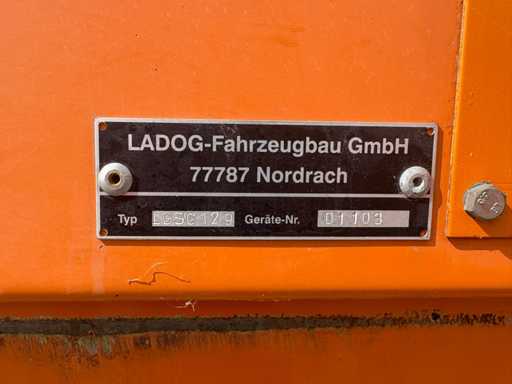 LADOG-Fahrzeugbau GmbH
77787 Nordrach
Typ Geräte-Nr. 01103